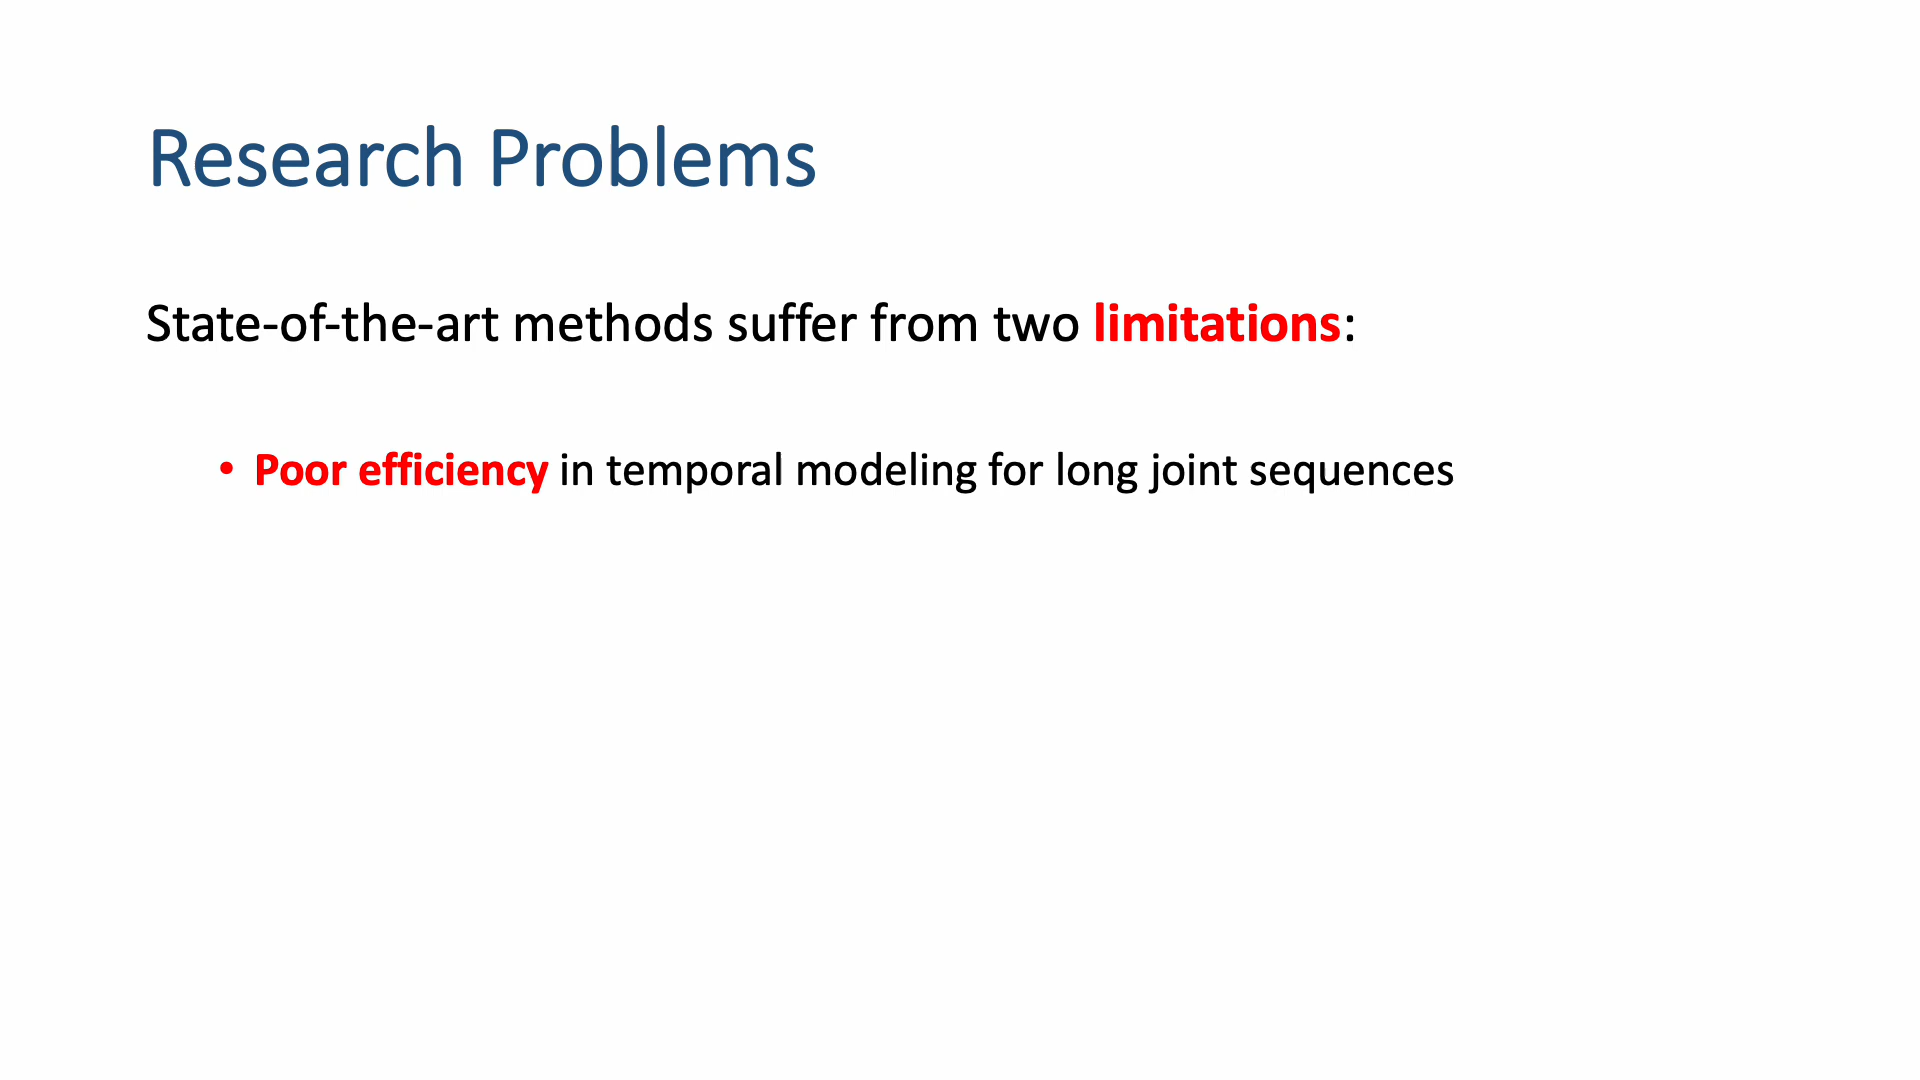 Research Problems
State-of-the-art methods suffer from two limitations:
• Poor efficiency in temporal modeling for long joint sequences